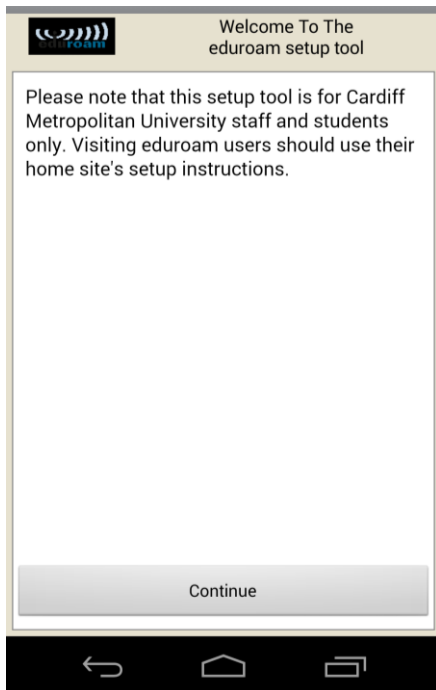 eduroam
Welcome To The
eduroam setup tool
Please note that this setup tool is for Cardiff
Metropolitan University staff and students
only. Visiting eduroam users should use their
home site's setup instructions.
Continue